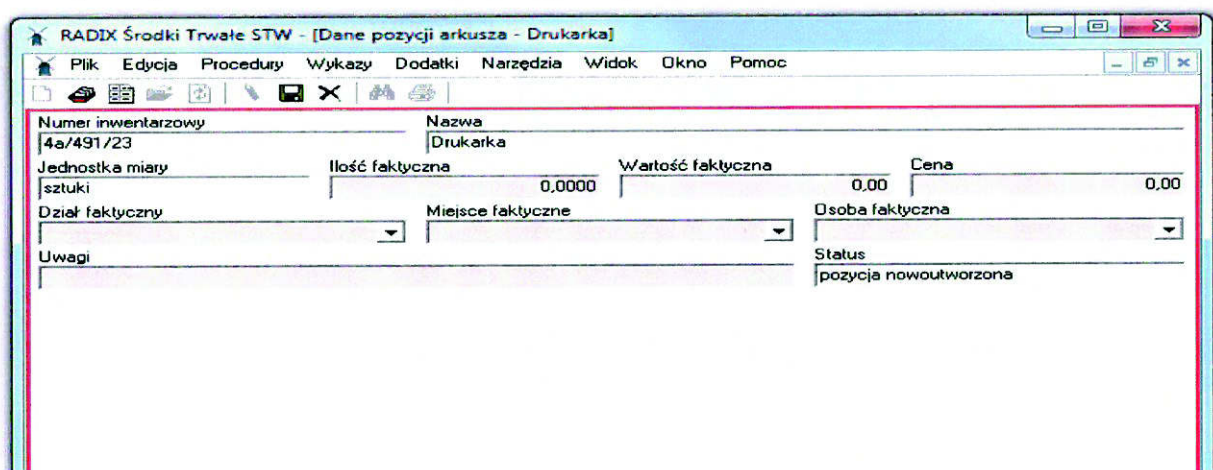 RADIX Środki Trwałe STW - [Dane pozycji arkusza - Drukarka]
Plik Edycja Procedury Wykazy Dodatki Narzędzia Widok Okno Pomoc
Numer inwentarzowy Nazwa
4a/491/23 Drukarka
Jednostka miary Ilość faktyczna Wartość faktyczna Cena
sztuki 0,0000 0,00 0,00
Dział faktyczny Miejsce faktyczne Osoba faktyczna
Uwagi Status
pozycja nowoutworzona